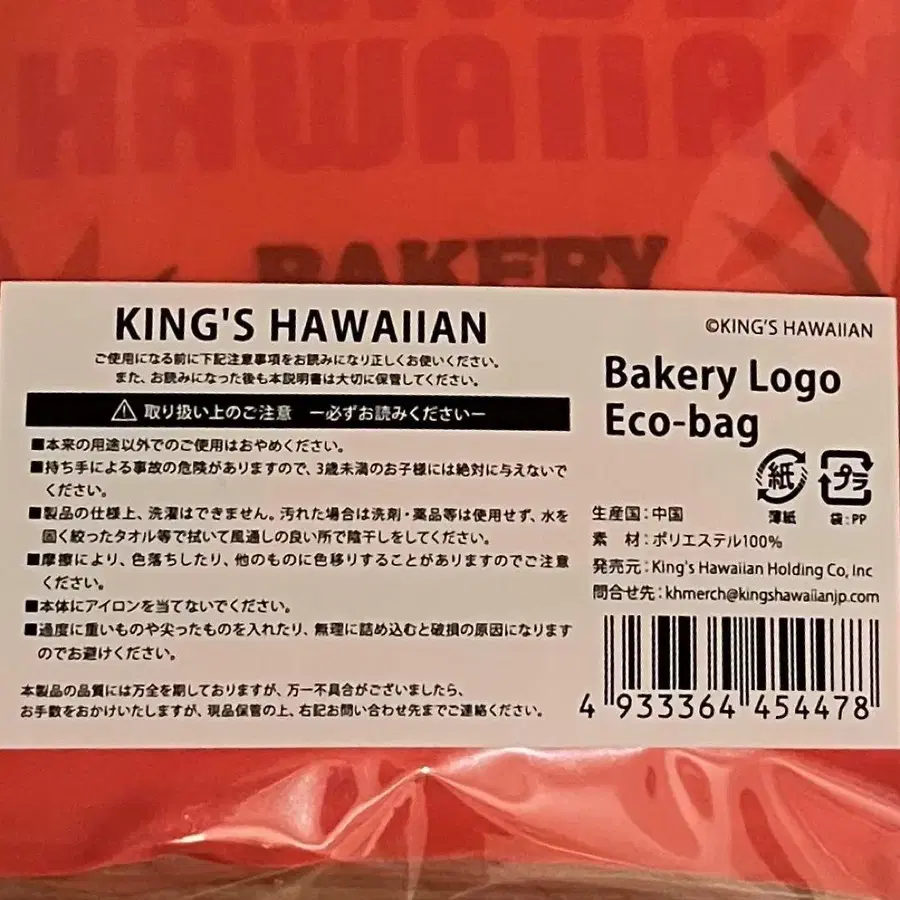 HAWAIIAN
BAKERY
KING'S HAWAIIAN
ご使用になる前に下記注意事項をお読みになり正しくお使いください。
また、お読みになった後も本説明書は大切に保管してください。
⚠ 取り扱い上のご注意 ー必ずお読みくださいー
■本来の用途以外でのご使用はおやめください。
■持ち手による事故の危険がありますので、3歳未満のお子様には絶対に与えないで
ください。
■製品の仕様上、洗濯はできません。汚れた場合は洗剤・薬品等は使用せず、水を
固く絞ったタオル等で拭いて風通しの良い所で陰干しをしてください。
■摩擦により、色落ちしたり、他のものに色移りすることがありますのでご注意
ください。
■本体にアイロンを当てないでください。
■過度に重いものや尖ったものを入れたり、無理に詰め込むと破損の原因になります
のでお避けください。
本製品の品質には万全を期しておりますが、万一不具合がございましたら、
お手数をおかけいたしますが、現品保管の上、右記お問い合わせ先までご連絡ください。
©KING'S HAWAIIAN
Bakery Logo
Eco-bag
紙 プラ
薄紙 袋:PP
生産国:中国
素 材:ポリエステル100%
発売元:King's Hawaiian Holding Co, Inc
問合せ先:khmerch@kingshawaiianjp.com
4 933364 454478